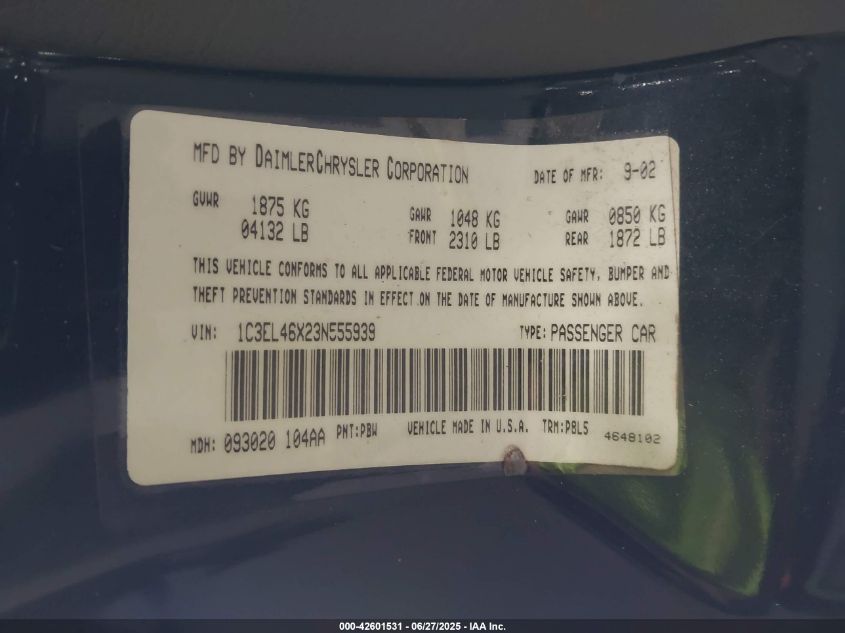 MFD BY DAIMLERCHRYSLER CORPORATION DATE OF MFR: 9-02
GVWR 1875 KG GAWR 1048 KG GAWR 0850 KG
04132 LB FRONT 2310 LB REAR 1872 LB
THIS VEHICLE CONFORMS TO ALL APPLICABLE FEDERAL MOTOR VEHICLE SAFETY, BUMPER AND
THEFT PREVENTION STANDARDS IN EFFECT ON THE DATE OF MANUFACTURE SHOWN ABOVE.
VIN: 1C3EL46X23N555939 TYPE: PASSENGER CAR
MDH: 093020 104AA PNT:PBW VEHICLE MADE IN U.S.A. TRM:P8L5 4648102
000-42601531 - 06/27/2025 - IAA Inc.